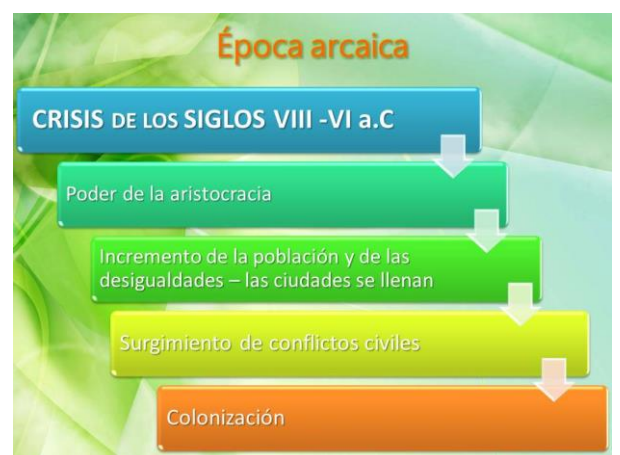 Época arcaica
CRISIS DE LOS SIGLOS VIII -VI a.C
Poder de la aristocracia
Incremento de la población y de las
desigualdades – las ciudades se llenan
Surgimiento de conflictos civiles
Colonización